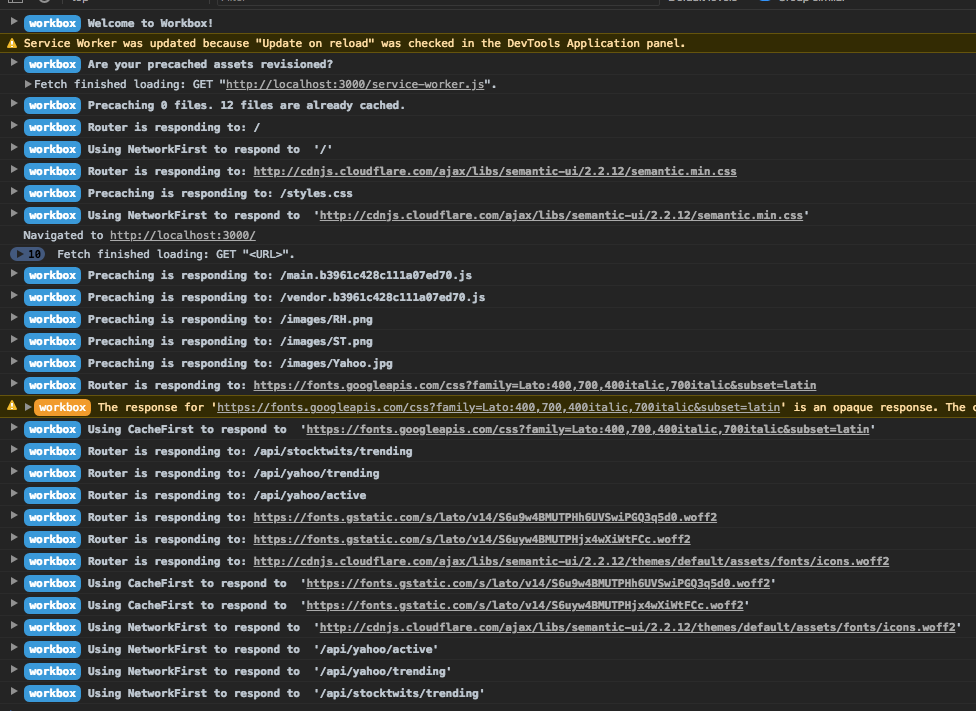 workbox Welcome to Workbox!
Service Worker was updated because "Update on reload" was checked in the DevTools Application panel.
workbox Are your precached assets revisioned?
Fetch finished loading: GET "http://localhost:3000/service-worker.js".
workbox Precaching 0 files. 12 files are already cached.
workbox Router is responding to: /
workbox Using NetworkFirst to respond to '/'
workbox Router is responding to: http://cdnjs.cloudflare.com/ajax/libs/semantic-ui/2.2.12/semantic.min.css
workbox Precaching is responding to: /styles.css
workbox Using NetworkFirst to respond to 'http://cdnjs.cloudflare.com/ajax/libs/semantic-ui/2.2.12/semantic.min.css'
Navigated to http://localhost:3000/
10 Fetch finished loading: GET "<URL>".
workbox Precaching is responding to: /main.b3961c428c111a07ed70.js
workbox Precaching is responding to: /vendor.b3961c428c111a07ed70.js
workbox Precaching is responding to: /images/RH.png
workbox Precaching is responding to: /images/ST.png
workbox Precaching is responding to: /images/Yahoo.jpg
workbox Router is responding to: https://fonts.googleapis.com/css?family=Lato:400,700,400italic,700italic&subset=latin
workbox The response for 'https://fonts.googleapis.com/css?family=Lato:400,700,400italic,700italic&subset=latin' is an opaque response. The
workbox Using CacheFirst to respond to 'https://fonts.googleapis.com/css?family=Lato:400,700,400italic,700italic&subset=latin'
workbox Router is responding to: /api/stocktwits/trending
workbox Router is responding to: /api/yahoo/trending
workbox Router is responding to: /api/yahoo/active
workbox Router is responding to: https://fonts.gstatic.com/s/lato/v14/S6u9w4BMUTPHh6UVSwiPGQ3q5d0.woff2
workbox Router is responding to: https://fonts.gstatic.com/s/lato/v14/S6uyw4BMUTPHjx4wXiWtFCc.woff2
workbox Router is responding to: http://cdnjs.cloudflare.com/ajax/libs/semantic-ui/2.2.12/themes/default/assets/fonts/icons.woff2
workbox Using CacheFirst to respond to 'https://fonts.gstatic.com/s/lato/v14/S6u9w4BMUTPHh6UVSwiPGQ3q5d0.woff2'
workbox Using CacheFirst to respond to 'https://fonts.gstatic.com/s/lato/v14/S6uyw4BMUTPHjx4wXiWtFCc.woff2'
workbox Using NetworkFirst to respond to 'http://cdnjs.cloudflare.com/ajax/libs/semantic-ui/2.2.12/themes/default/assets/fonts/icons.woff2'
workbox Using NetworkFirst to respond to '/api/yahoo/active'
workbox Using NetworkFirst to respond to '/api/yahoo/trending'
workbox Using NetworkFirst to respond to '/api/stocktwits/trending'